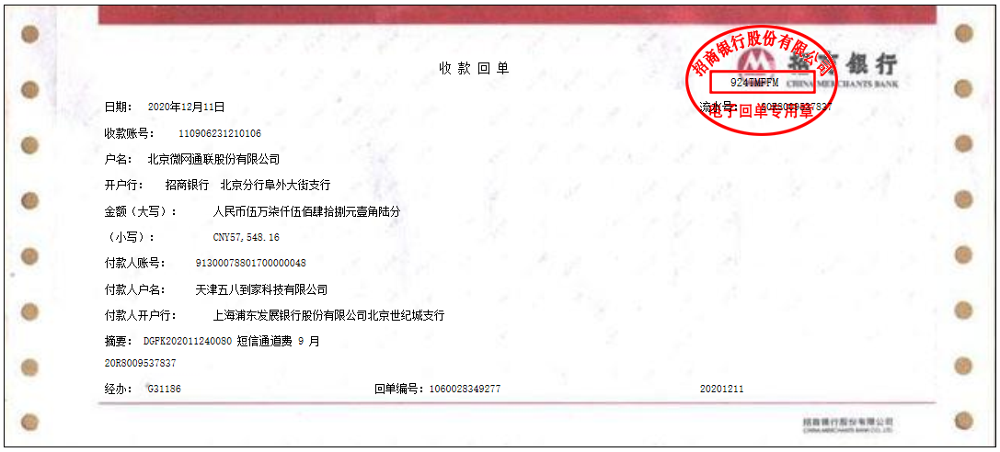 招商银行股份有限公司
招商银行
CHINA MERCHANTS BANK
收款回单
924TMPFM
电子回单专用章
日期： 2020年12月11日 流水号：
收款账号： 110906231210106
户名： 北京微网通联股份有限公司
开户行： 招商银行 北京分行阜外大街支行
金额（大写）： 人民币伍万柒仟伍佰肆拾捌元壹角陆分
（小写）： CNY57,548.16
付款人账号： 91300078801700000048
付款人户名： 天津五八到家科技有限公司
付款人开户行： 上海浦东发展银行股份有限公司北京世纪城支行
摘要： DGFK202011240080 短信通道费 9 月
20R8009537837
经办： G31186 回单编号：1060028349277 20201211
招商银行股份有限公司
CHINA MERCHANTS BANK CO., LTD.